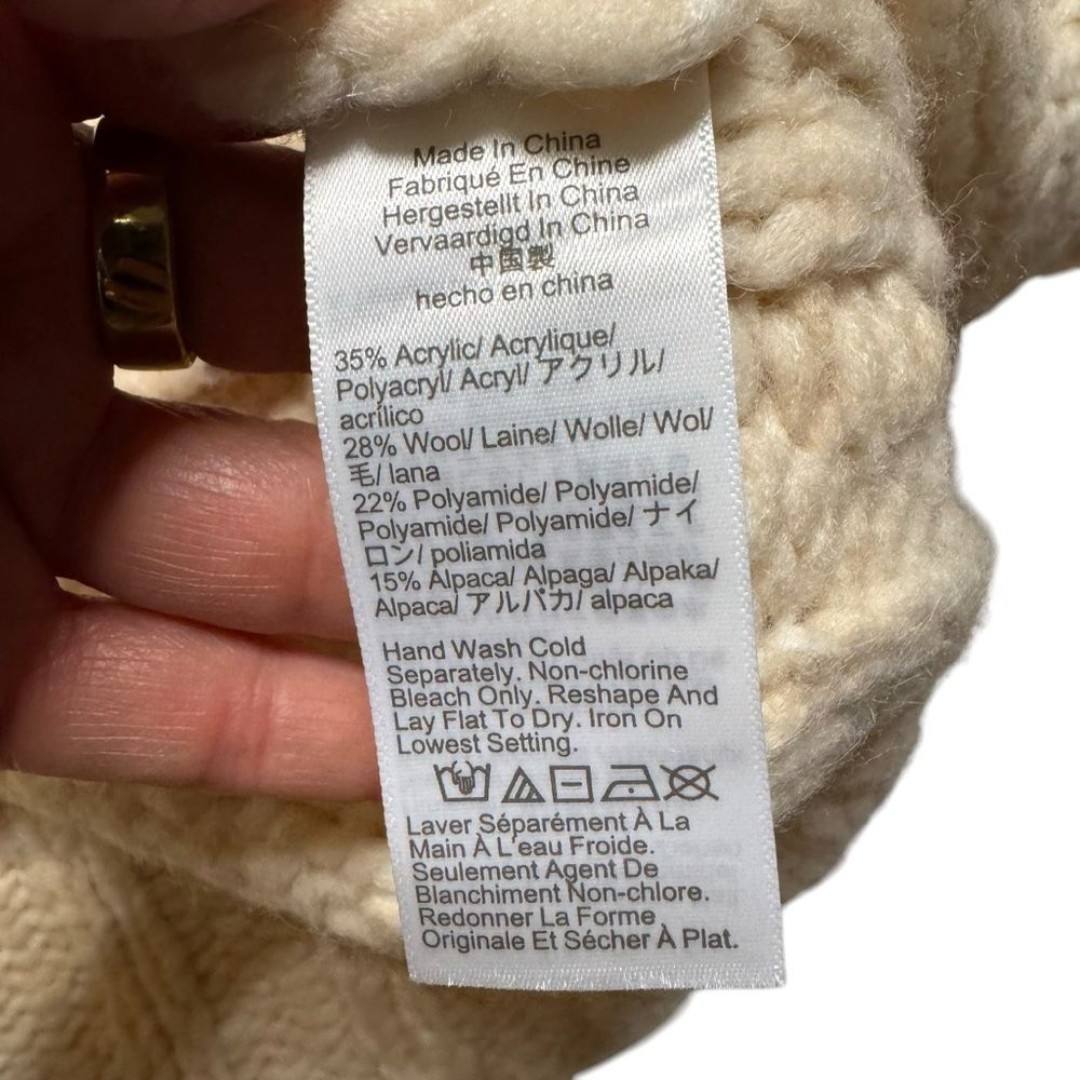 Made In China
Fabriqué En Chine
Hergestellt In China
Vervaardigd In China
中国製
hecho en china
35% Acrylic/ Acrylique/
Polyacryl/ Acryl/ アクリル/
acrílico
28% Wool/ Laine/ Wolle/ Wol/
毛/ lana
22% Polyamide/ Polyamide/
Polyamide/ Polyamide/ ナイ
ロン/ poliamida
15% Alpaca/ Alpaga/ Alpaka/
Alpaca/ アルパカ/ alpaca
Hand Wash Cold
Separately. Non-chlorine
Bleach Only. Reshape And
Lay Flat To Dry. Iron On
Lowest Setting.
Laver Séparément À La
Main À L'eau Froide.
Seulement Agent De
Blanchiment Non-chlore.
Redonner La Forme
Originale Et Sécher À Plat.